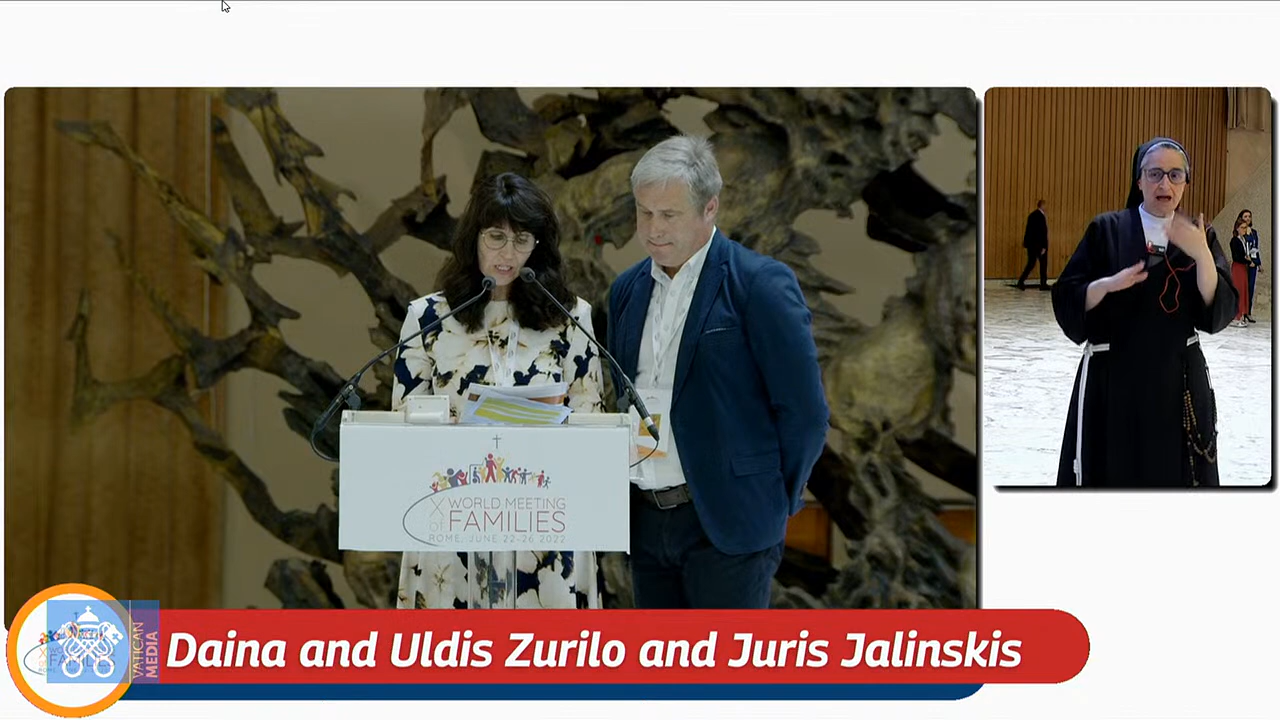 X WORLD MEETING
of FAMILIES
ROME, JUNE 22-26 2022
VATICAN
MEDIA
Daina and Uldis Zurilo and Juris Jalinskis